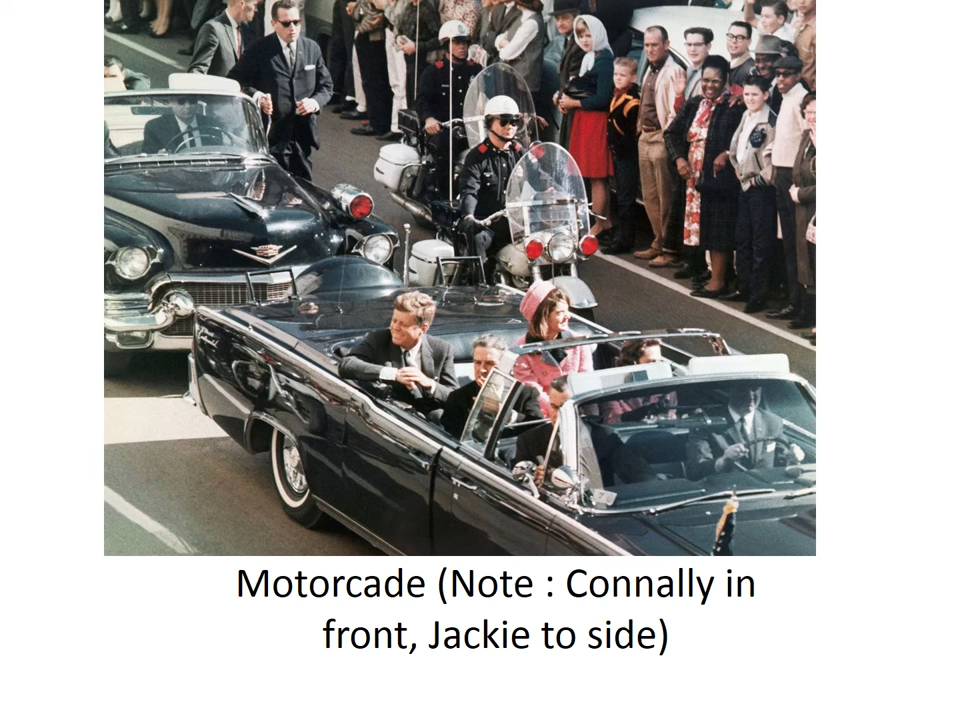 Motorcade (Note : Connally in
front, Jackie to side)